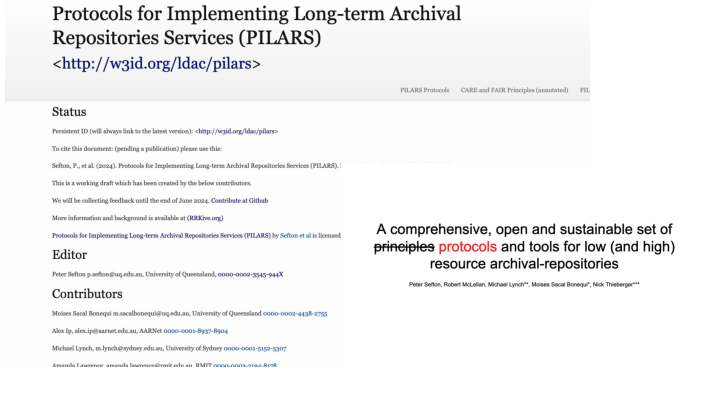 Protocols for Implementing Long-term Archival
Repositories Services (PILARS)
<http://w3id.org/ldac/pilars>
PILARS Protocols CARE and FAIR Principles (annotated) PIL
Status
Persistent ID (will always link to the latest version): <http://w3id.org/ldac/pilars>
To cite this document: (pending a publication) please use this:
Sefton, P., et al. (2024). Protocols for Implementing Long-term Archival Repositories Services (PILARS).
This is a working draft which has been created by the below contributors.
We will be collecting feedback until the end of June 2024. Contribute at Github
More information and background is available at (RRKive.org)
Protocols for Implementing Long-term Archival Repositories Services (PILARS) by Sefton et al is licensed
Editor
Peter Sefton p.sefton@uq.edu.au, University of Queensland, 0000-0002-3545-944X
Contributors
Moises Sacal Bonequi m.sacalbonequi@uq.edu.au, University of Queensland 0000-0002-4438-2755
Alex Ip, alex.ip@aarnet.edu.au, AARNet 0000-0001-8937-8904
Michael Lynch, m.lynch@sydney.edu.au, University of Sydney 0000-0001-5152-5307
Amanda Lawrence, amanda.lawrence@rmit.edu.au, RMIT
A comprehensive, open and sustainable set of
principles protocols and tools for low (and high)
resource archival-repositories
Peter Sefton, Robert McLellan, Michael Lynch**, Moises Sacal Bonequi*, Nick Thieberger***